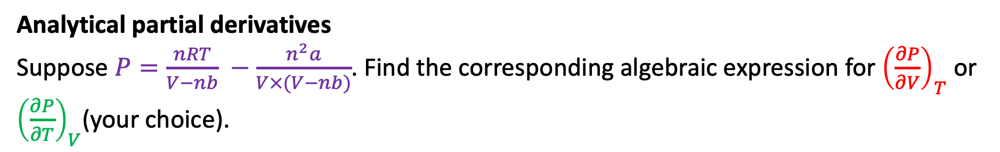 Analytical partial derivatives
Suppose $P = \frac{nRT}{V-nb} - \frac{n^2 a}{V \times (V-nb)}$. Find the corresponding algebraic expression for $\left(\frac{\partial P}{\partial V}\right)_T$ or
$\left(\frac{\partial P}{\partial T}\right)_V$ (your choice).